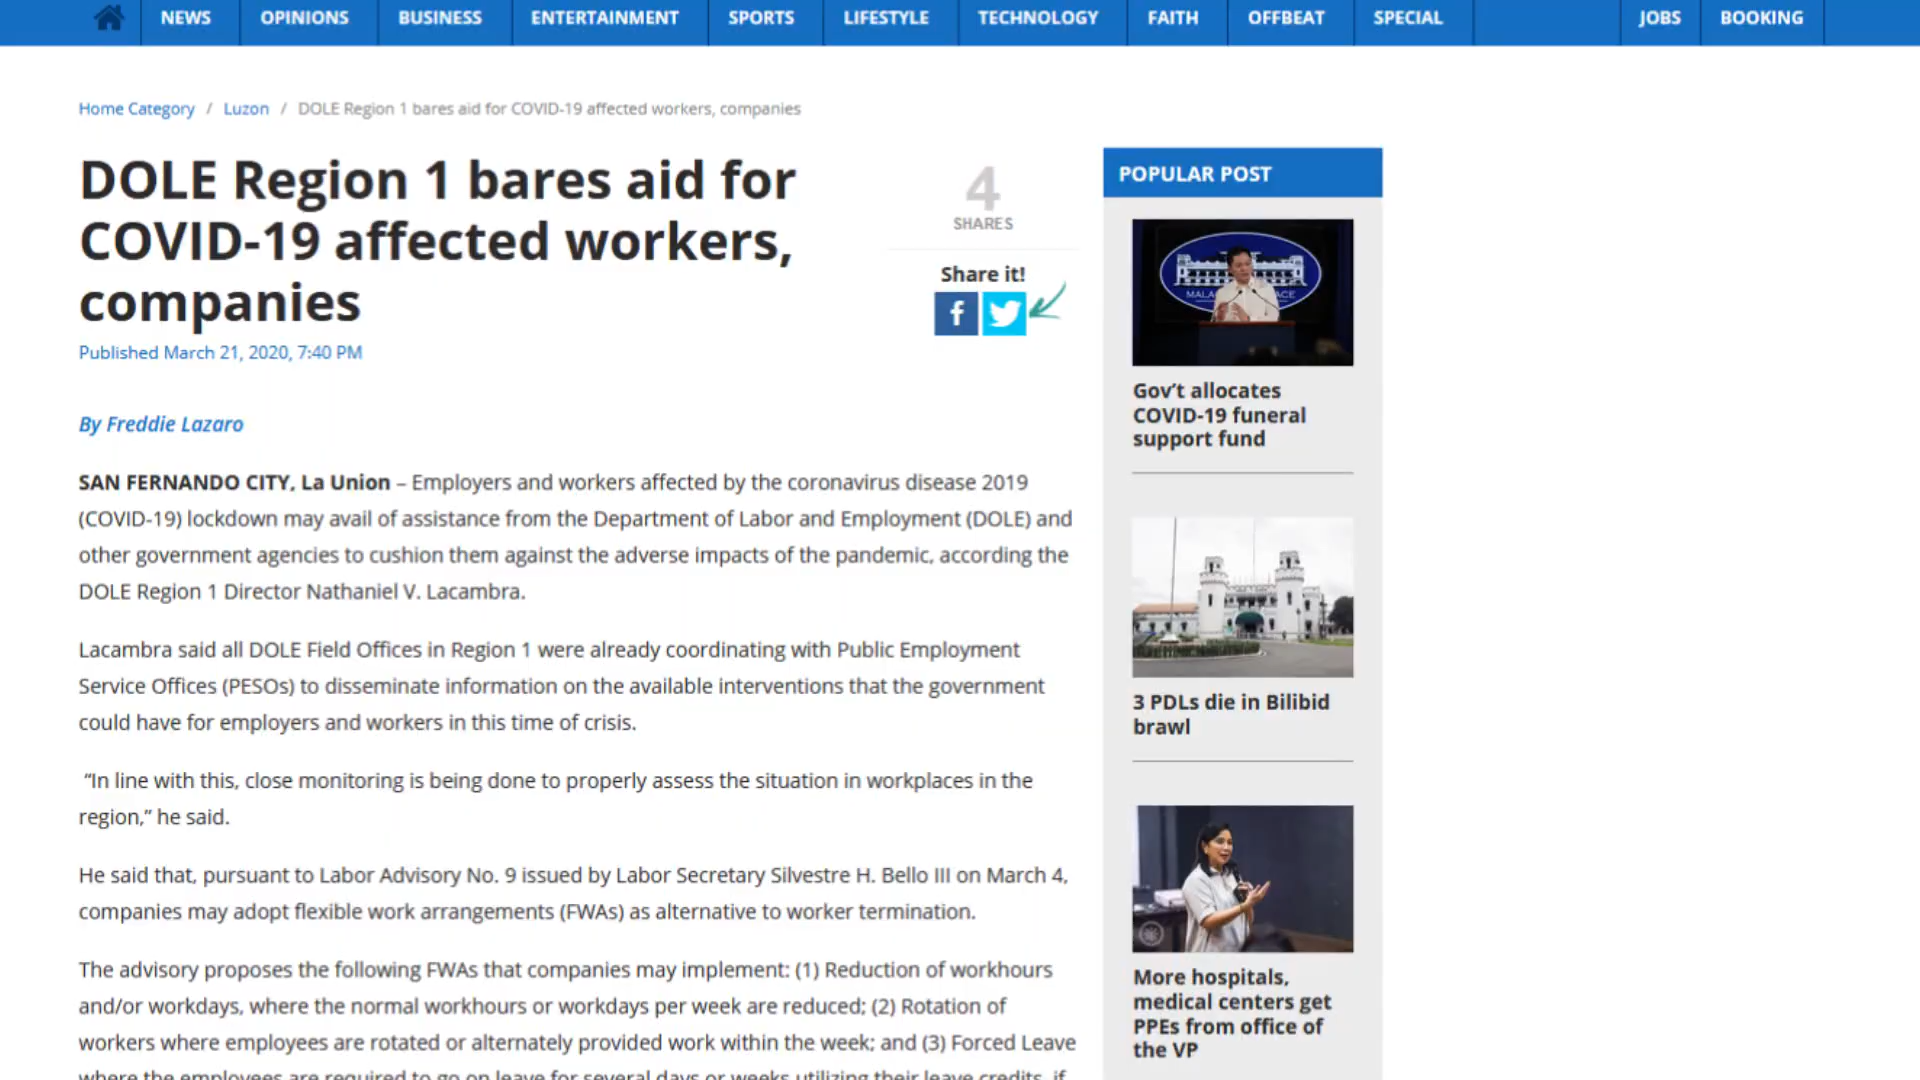 NEWS OPINIONS BUSINESS ENTERTAINMENT SPORTS LIFESTYLE TECHNOLOGY FAITH OFFBEAT SPECIAL JOBS BOOKING
Home Category / Luzon / DOLE Region 1 bares aid for COVID-19 affected workers, companies
DOLE Region 1 bares aid for
COVID-19 affected workers,
companies
Published March 21, 2020, 7:40 PM
4
SHARES
Share it!
By Freddie Lazaro
SAN FERNANDO CITY, La Union – Employers and workers affected by the coronavirus disease 2019
(COVID-19) lockdown may avail of assistance from the Department of Labor and Employment (DOLE) and
other government agencies to cushion them against the adverse impacts of the pandemic, according the
DOLE Region 1 Director Nathaniel V. Lacambra.
Lacambra said all DOLE Field Offices in Region 1 were already coordinating with Public Employment
Service Offices (PESOs) to disseminate information on the available interventions that the government
could have for employers and workers in this time of crisis.
“In line with this, close monitoring is being done to properly assess the situation in workplaces in the
region,” he said.
He said that, pursuant to Labor Advisory No. 9 issued by Labor Secretary Silvestre H. Bello III on March 4,
companies may adopt flexible work arrangements (FWAs) as alternative to worker termination.
The advisory proposes the following FWAs that companies may implement: (1) Reduction of workhours
and/or workdays, where the normal workhours or workdays per week are reduced; (2) Rotation of
workers where employees are rotated or alternately provided work within the week; and (3) Forced Leave
where the employees are required to go on leave for several days or weeks utilizing their leave credits, if
POPULAR POST
Gov’t allocates
COVID-19 funeral
support fund
3 PDLs die in Bilibid
brawl
More hospitals,
medical centers get
PPEs from office of
the VP